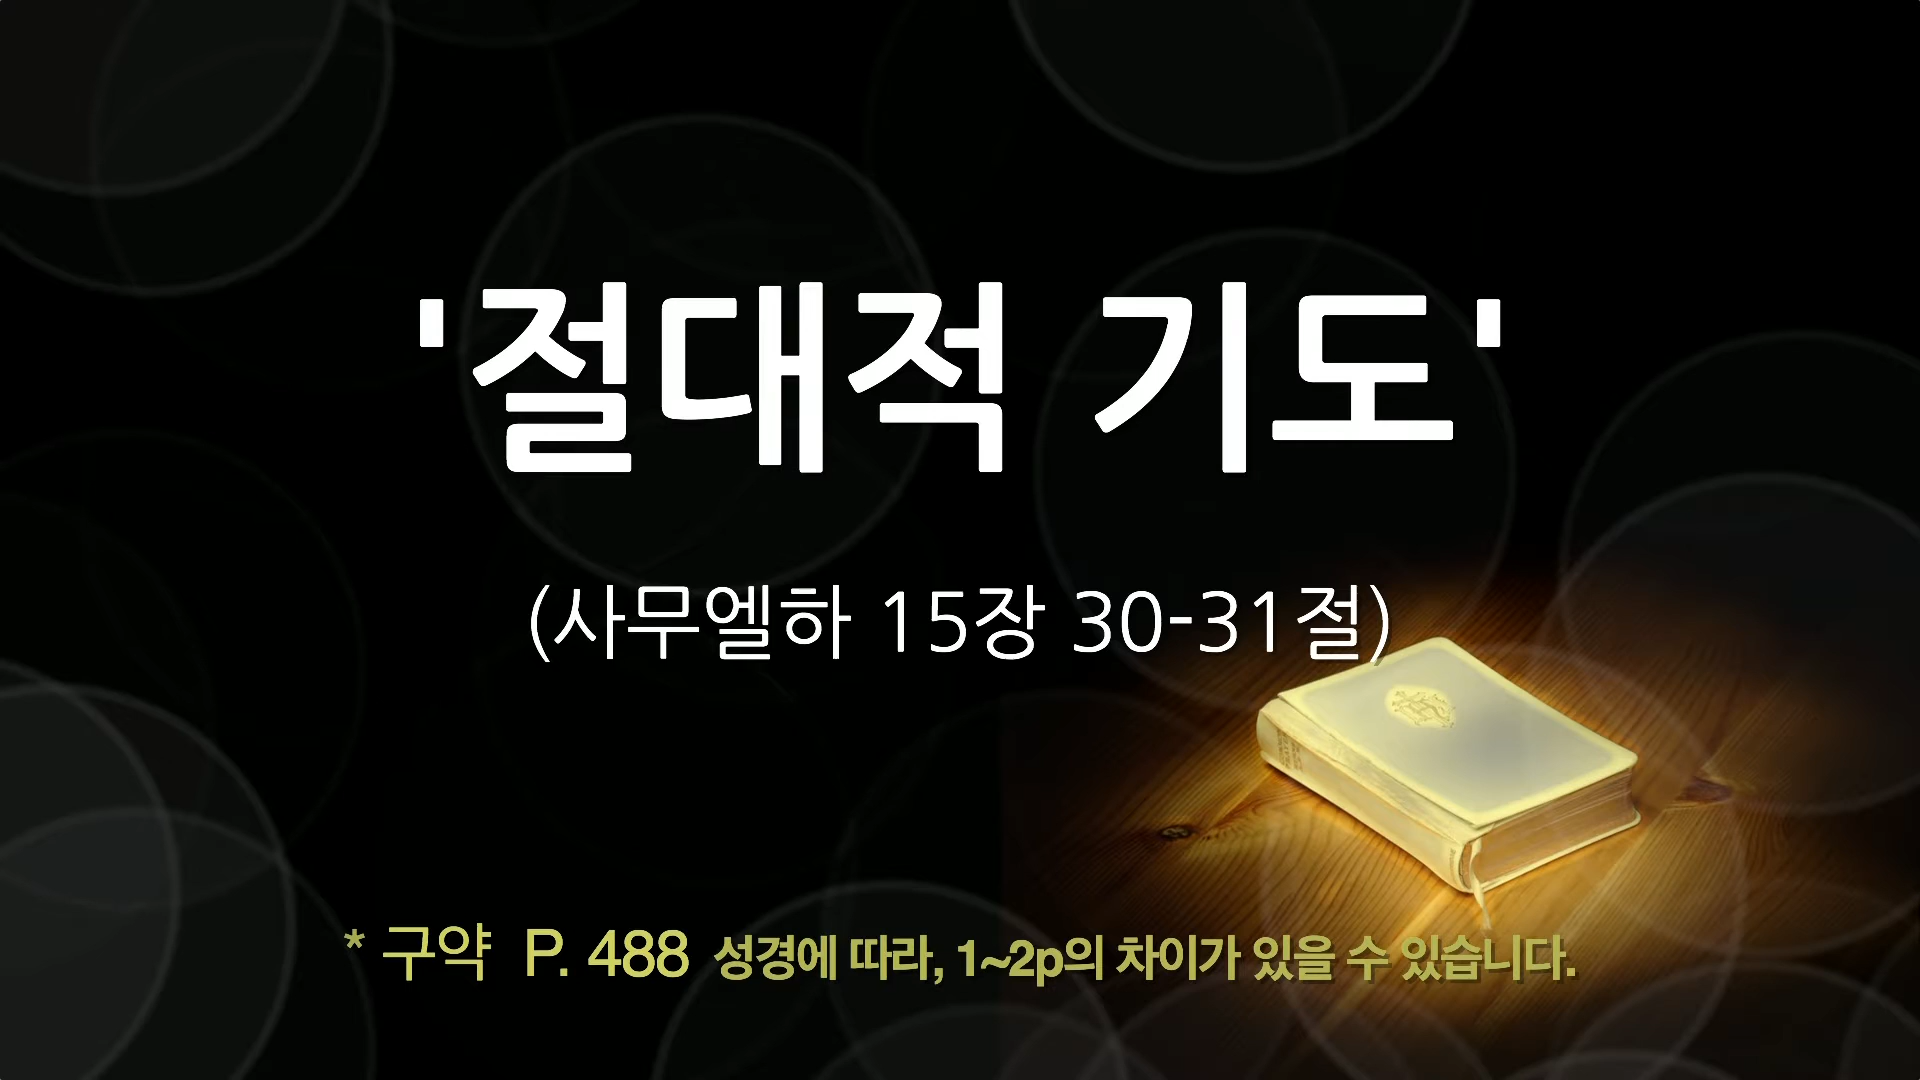 '절대적 기도'
(사무엘하 15장 30-31절)
* 구약 P. 488 성경에 따라, 1~2p의 차이가 있을 수 있습니다.